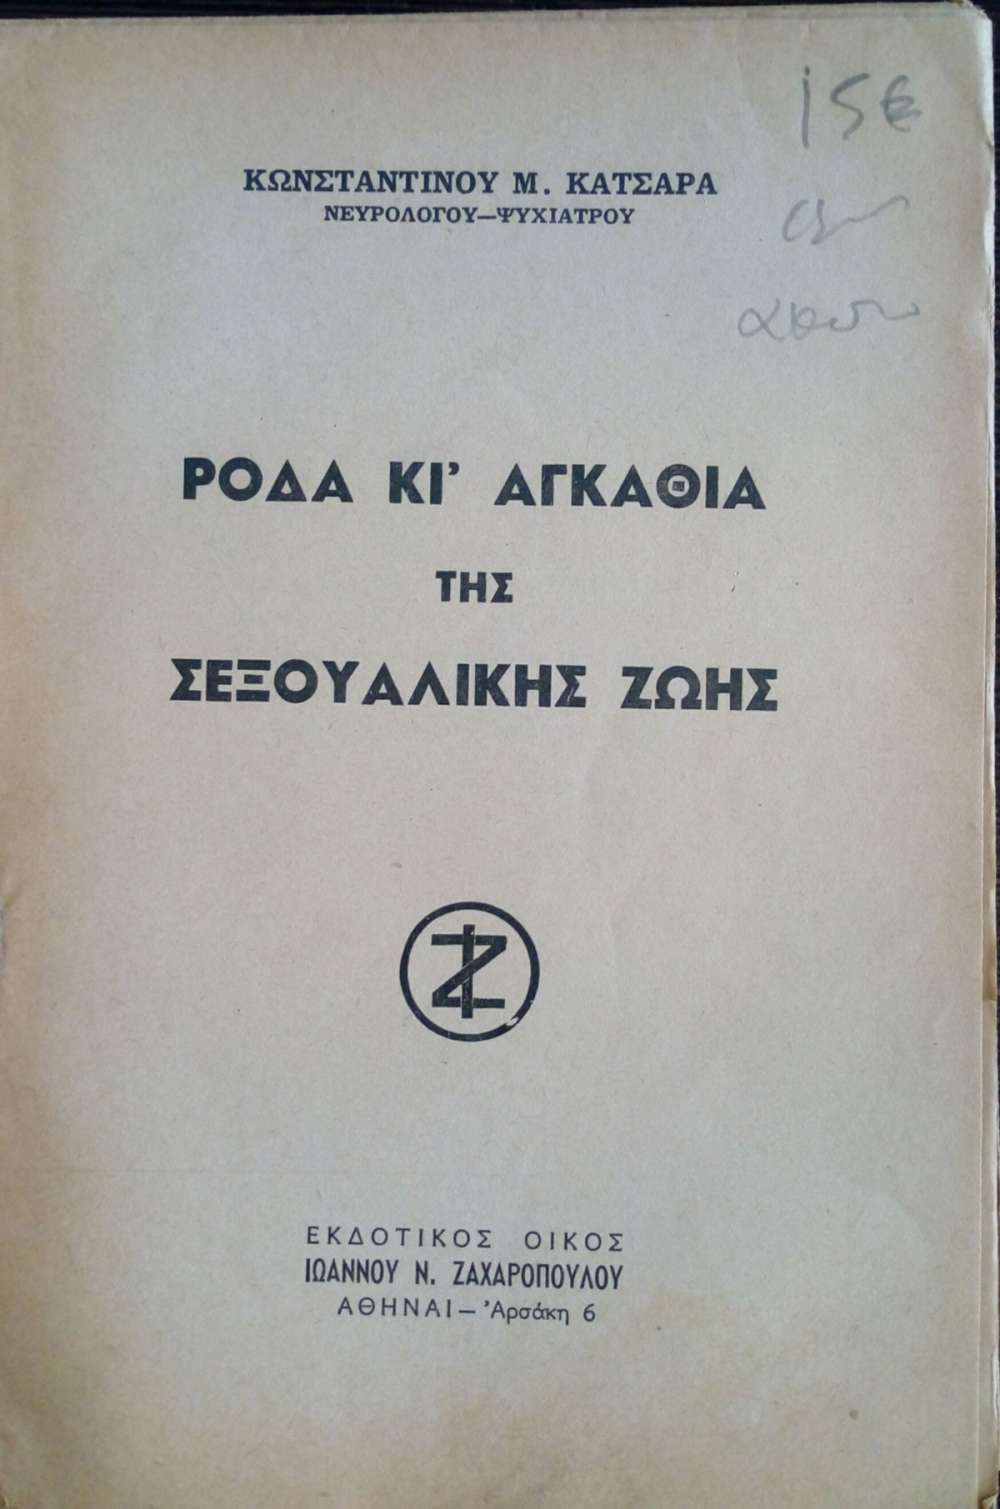 15€
ΚΩΝΣΤΑΝΤΙΝΟΥ Μ. ΚΑΤΣΑΡΑ
ΝΕΥΡΟΛΟΓΟΥ—ΨΥΧΙΑΤΡΟΥ
ΡΟΔΑ ΚΙ' ΑΓΚΑΘΙΑ
ΤΗΣ
ΣΕΞΟΥΑΛΙΚΗΣ ΖΩΗΣ
ΕΚΔΟΤΙΚΟΣ ΟΙΚΟΣ
ΙΩΑΝΝΟΥ Ν. ΖΑΧΑΡΟΠΟΥΛΟΥ
ΑΘΗΝΑΙ — Ἀρσάκη 6